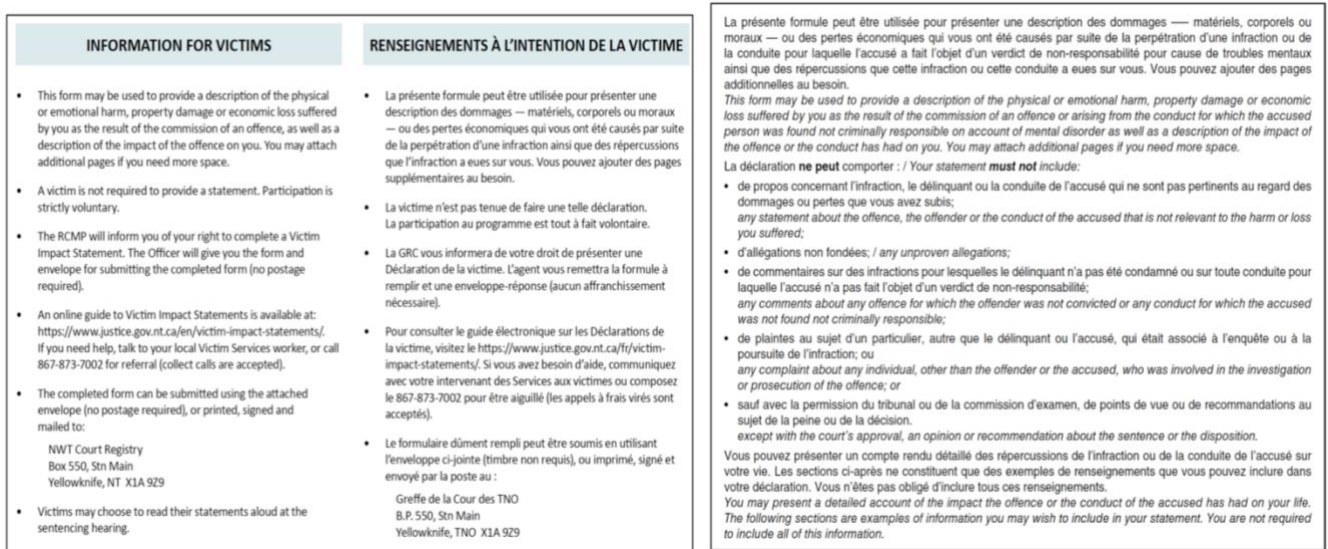 INFORMATION FOR VICTIMS
• This form may be used to provide a description of the physical
or emotional harm, property damage or economic loss suffered
by you as the result of the commission of an offence, as well as a
description of the impact of the offence on you. You may attach
additional pages if you need more space.
• A victim is not required to provide a statement. Participation is
strictly voluntary.
• The RCMP will inform you of your right to complete a Victim
Impact Statement. The Officer will give you the form and
envelope for submitting the completed form (no postage
required).
• An online guide to Victim Impact Statements is available at:
https://www.justice.gov.nt.ca/en/victim-impact-statements/.
If you need help, talk to your local Victim Services worker, or call
867-873-7002 for referral (collect calls are accepted).
• The completed form can be submitted using the attached
envelope (no postage required), or printed, signed and
mailed to:
NWT Court Registry
Box 550, Stn Main
Yellowknife, NT X1A 9Z9
• Victims may choose to read their statements aloud at the
sentencing hearing.
RENSEIGNEMENTS À L'INTENTION DE LA VICTIME
• La présente formule peut être utilisée pour présenter une
description des dommages — matériels, corporels ou moraux
— ou des pertes économiques qui vous ont été causés par suite
de la perpétration d'une infraction ainsi que des répercussions
que l'infraction a eues sur vous. Vous pouvez ajouter des pages
supplémentaires au besoin.
• La victime n'est pas tenue de faire une telle déclaration.
La participation au programme est tout à fait volontaire.
• La GRC vous informera de votre droit de présenter une
Déclaration de la victime. L'agent vous remettra la formule à
remplir et une enveloppe-réponse (aucun affranchissement
nécessaire).
• Pour consulter le guide électronique sur les Déclarations de
la victime, visitez le https://www.justice.gov.nt.ca/fr/victim-
impact-statements/. Si vous avez besoin d'aide, communiquez
avec votre intervenant des Services aux victimes ou composez
le 867-873-7002 pour être aiguillé (les appels à frais virés sont
acceptés).
• Le formulaire dûment rempli peut être soumis en utilisant
l'enveloppe ci-jointe (timbre non requis), ou imprimé, signé et
envoyé par la poste au :
Greffe de la Cour des TNO
B.P. 550, Stn Main
Yellowknife, TNO X1A 9Z9
La présente formule peut être utilisée pour présenter une description des dommages —– matériels, corporels ou
moraux — ou des pertes économiques qui vous ont été causés par suite de la perpétration d'une infraction ou de
la conduite pour laquelle l'accusé a fait l'objet d'un verdict de non-responsabilité pour cause de troubles mentaux
ainsi que des répercussions que cette infraction ou cette conduite a eues sur vous. Vous pouvez ajouter des pages
additionnelles au besoin.
This form may be used to provide a description of the physical or emotional harm, property damage or economic
loss suffered by you as the result of the commission of an offence or arising from the conduct for which the accused
person was found not criminally responsible on account of mental disorder as well as a description of the impact of
the offence or the conduct has had on you. You may attach additional pages if you need more space.
La déclaration ne peut comporter : / Your statement must not include:
• de propos concernant l'infraction, le délinquant ou la conduite de l'accusé qui ne sont pas pertinents au regard des
dommages ou pertes que vous avez subis;
any statement about the offence, the offender or the conduct of the accused that is not relevant to the harm or loss
you suffered;
• d'allégations non fondées; / any unproven allegations;
• de commentaires sur des infractions pour lesquelles le délinquant n'a pas été condamné ou sur toute conduite pour
laquelle l'accusé n'a pas fait l'objet d'un verdict de non-responsabilité;
any comments about any offence for which the offender was not convicted or any conduct for which the accused
was found not criminally responsible;
• de plaintes au sujet d'un particulier, autre que le délinquant ou l'accusé, qui était associé à l'enquête ou à la
poursuite de l'infraction; ou
any complaint about any individual, other than the offender or the accused, who was involved in the investigation
or prosecution of the offence; or
• sauf avec la permission du tribunal ou de la commission d'examen, de points de vue ou de recommandations au
sujet de la peine ou de la décision.
except with the court's approval, an opinion or recommendation about the sentence or the disposition.
Vous pouvez présenter un compte rendu détaillé des répercussions de l'infraction ou de la conduite de l'accusé sur
votre vie. Les sections ci-après ne constituent que des exemples de renseignements que vous pouvez inclure dans
votre déclaration. Vous n'êtes pas obligé d'inclure tous ces renseignements.
You may present a detailed account of the impact the offence or the conduct of the accused has had on your life.
The following sections are examples of information you may wish to include in your statement. You are not required
to include all of this information.